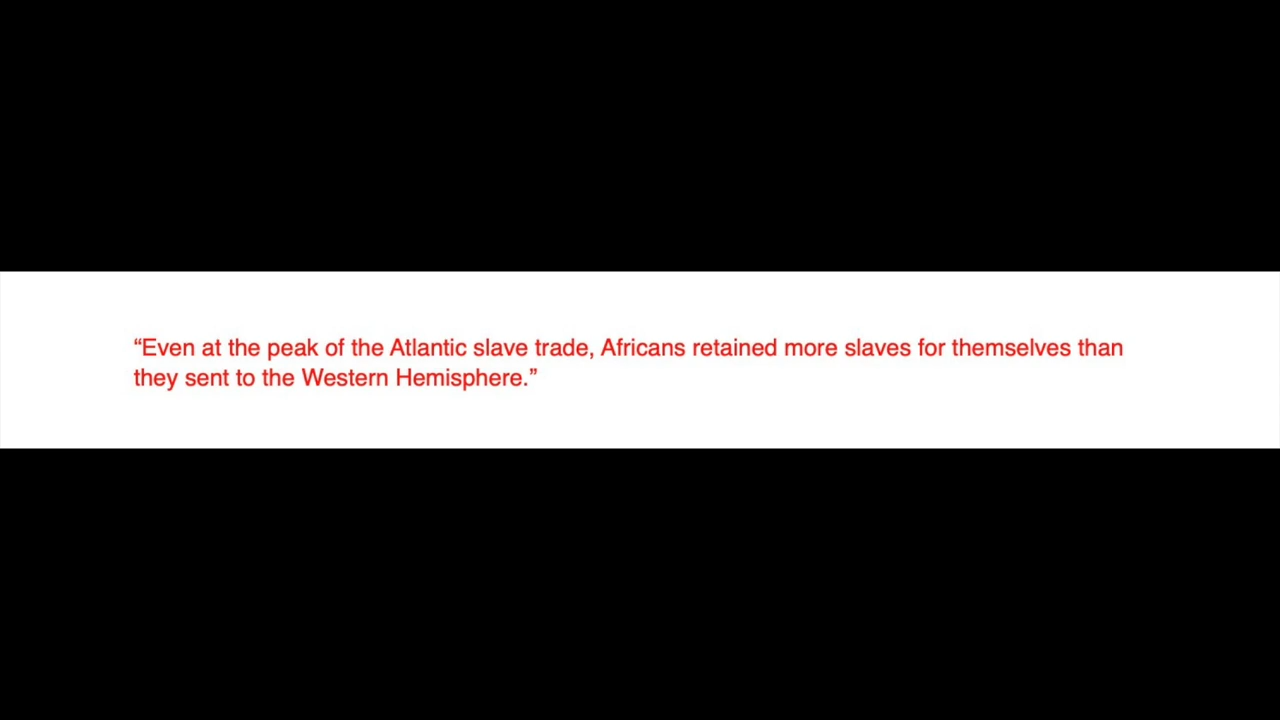 “Even at the peak of the Atlantic slave trade, Africans retained more slaves for themselves than
they sent to the Western Hemisphere.”